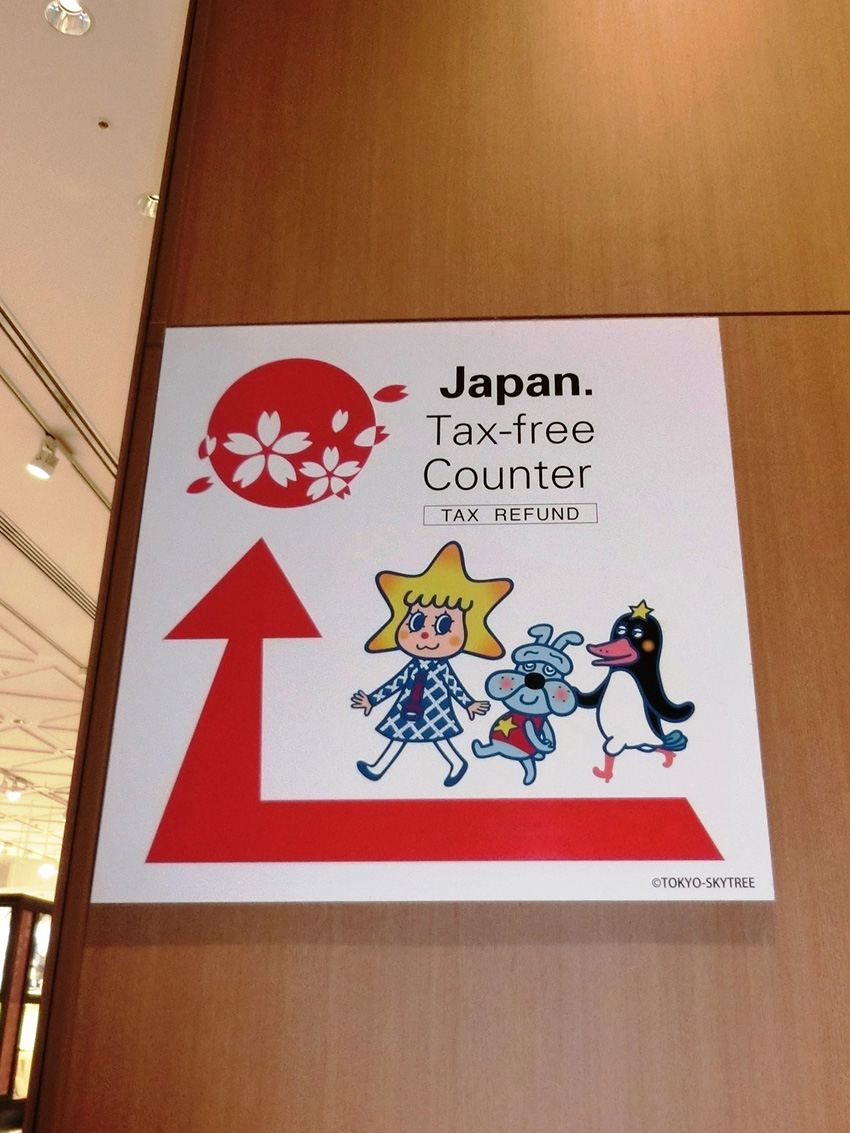 Japan.
Tax-free
Counter
TAX REFUND
©TOKYO-SKYTREE